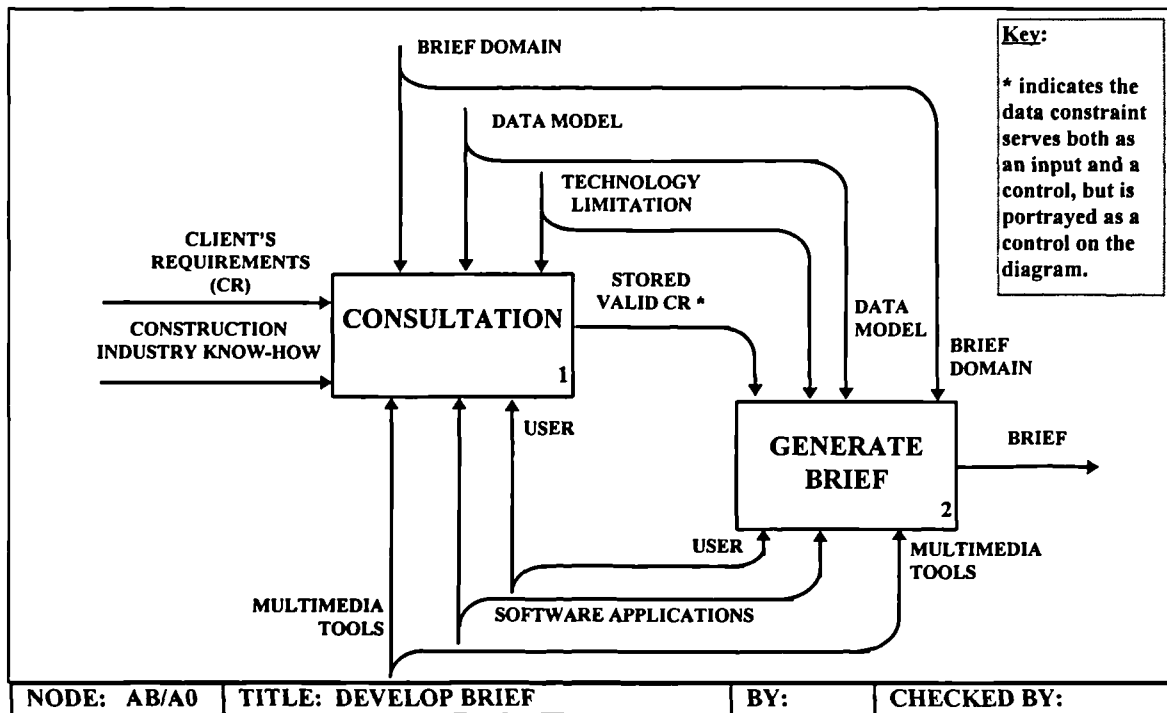 BRIEF DOMAIN
DATA MODEL
TECHNOLOGY
LIMITATION
Key:
* indicates the
data constraint
serves both as
an input and a
control, but is
portrayed as a
control on the
diagram.
CLIENT'S
REQUIREMENTS
(CR)
CONSTRUCTION
INDUSTRY KNOW-HOW
CONSULTATION
1
STORED
VALID CR *
DATA
MODEL
BRIEF
DOMAIN
USER
GENERATE
BRIEF
2
BRIEF
USER
MULTIMEDIA
TOOLS
MULTIMEDIA
TOOLS
SOFTWARE APPLICATIONS
NODE: AB/A0 TITLE: DEVELOP BRIEF BY: CHECKED BY: